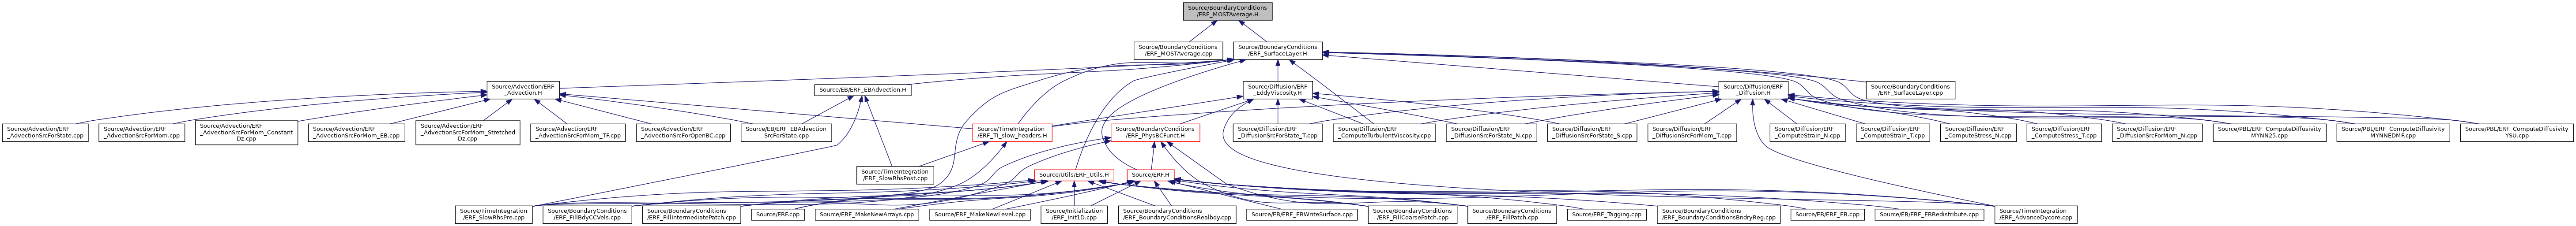 Source/BoundaryConditions
/ERF_MOSTAverage.H
Source/BoundaryConditions
/ERF_MOSTAverage.cpp
Source/BoundaryConditions
/ERF_SurfaceLayer.H
Source/Advection/ERF
_Advection.H
Source/EB/ERF_EBAdvection.H
Source/Diffusion/ERF
_EddyViscosity.H
Source/Diffusion/ERF
_Diffusion.H
Source/BoundaryConditions
/ERF_SurfaceLayer.cpp
Source/Advection/ERF
_AdvectionSrcForState.cpp
Source/Advection/ERF
_AdvectionSrcForMom.cpp
Source/Advection/ERF
_AdvectionSrcForMom_Constant
Dz.cpp
Source/Advection/ERF
_AdvectionSrcForMom_EB.cpp
Source/Advection/ERF
_AdvectionSrcForMom_Stretched
Dz.cpp
Source/Advection/ERF
_AdvectionSrcForMom_TF.cpp
Source/Advection/ERF
_AdvectionSrcForOpenBC.cpp
Source/EB/ERF_EBAdvection
SrcForState.cpp
Source/TimeIntegration
/ERF_TI_slow_headers.H
Source/BoundaryConditions
/ERF_PhysBCFunct.H
Source/Diffusion/ERF
_DiffusionSrcForState_T.cpp
Source/Diffusion/ERF
_ComputeTurbulentViscosity.cpp
Source/Diffusion/ERF
_DiffusionSrcForState_N.cpp
Source/Diffusion/ERF
_DiffusionSrcForState_S.cpp
Source/Diffusion/ERF
_DiffusionSrcForMom_T.cpp
Source/Diffusion/ERF
_ComputeStrain_N.cpp
Source/Diffusion/ERF
_ComputeStrain_T.cpp
Source/Diffusion/ERF
_ComputeStress_N.cpp
Source/Diffusion/ERF
_ComputeStress_T.cpp
Source/Diffusion/ERF
_DiffusionSrcForMom_N.cpp
Source/PBL/ERF_ComputeDiffusivity
MYNN25.cpp
Source/PBL/ERF_ComputeDiffusivity
MYNNEDMF.cpp
Source/PBL/ERF_ComputeDiffusivity
YSU.cpp
Source/TimeIntegration
/ERF_SlowRhsPost.cpp
Source/Utils/ERF_Utils.H
Source/ERF.H
Source/TimeIntegration
/ERF_SlowRhsPre.cpp
Source/BoundaryConditions
/ERF_FillBdyCCVels.cpp
Source/BoundaryConditions
/ERF_FillIntermediatePatch.cpp
Source/ERF.cpp
Source/ERF_MakeNewArrays.cpp
Source/ERF_MakeNewLevel.cpp
Source/Initialization
/ERF_Init1D.cpp
Source/BoundaryConditions
/ERF_BoundaryConditionsRealbdy.cpp
Source/EB/ERF_EBWriteSurface.cpp
Source/BoundaryConditions
/ERF_FillCoarsePatch.cpp
Source/BoundaryConditions
/ERF_FillPatch.cpp
Source/ERF_Tagging.cpp
Source/BoundaryConditions
/ERF_BoundaryConditionsBndryReg.cpp
Source/EB/ERF_EB.cpp
Source/EB/ERF_EBRedistribute.cpp
Source/TimeIntegration
/ERF_AdvanceDycore.cpp